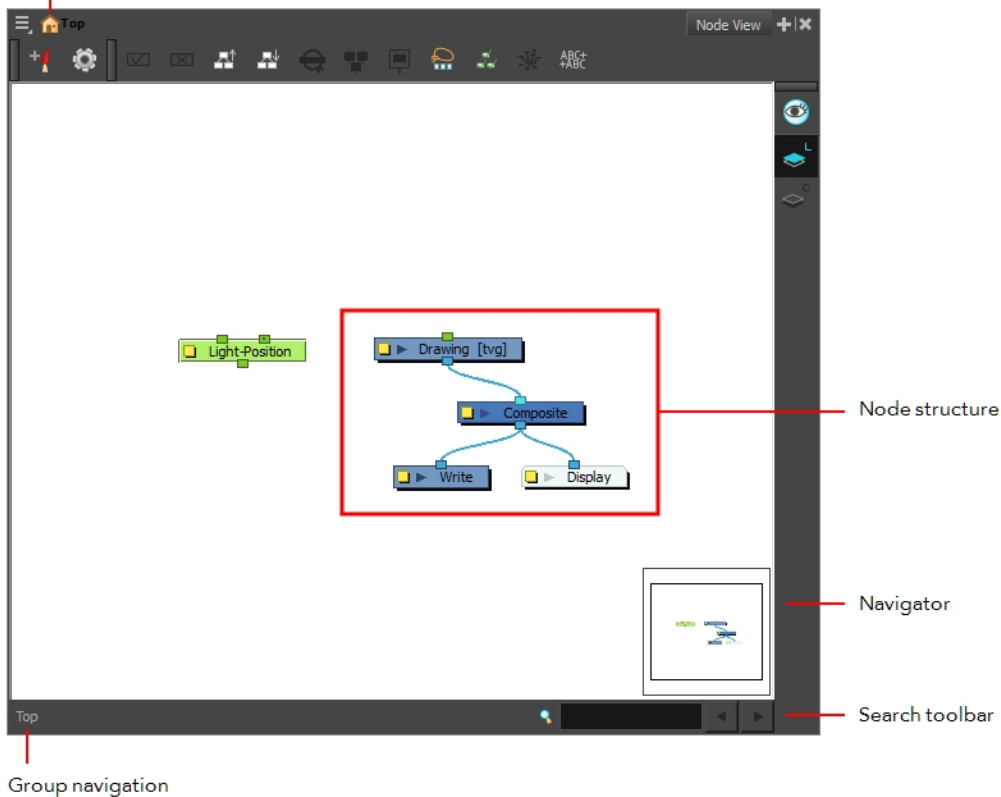 Top
Node View
ABC+
+ABC
L
C
Light-Position
Drawing [tvg]
Composite
Write
Display
Node structure
Navigator
Top
Search toolbar
Group navigation